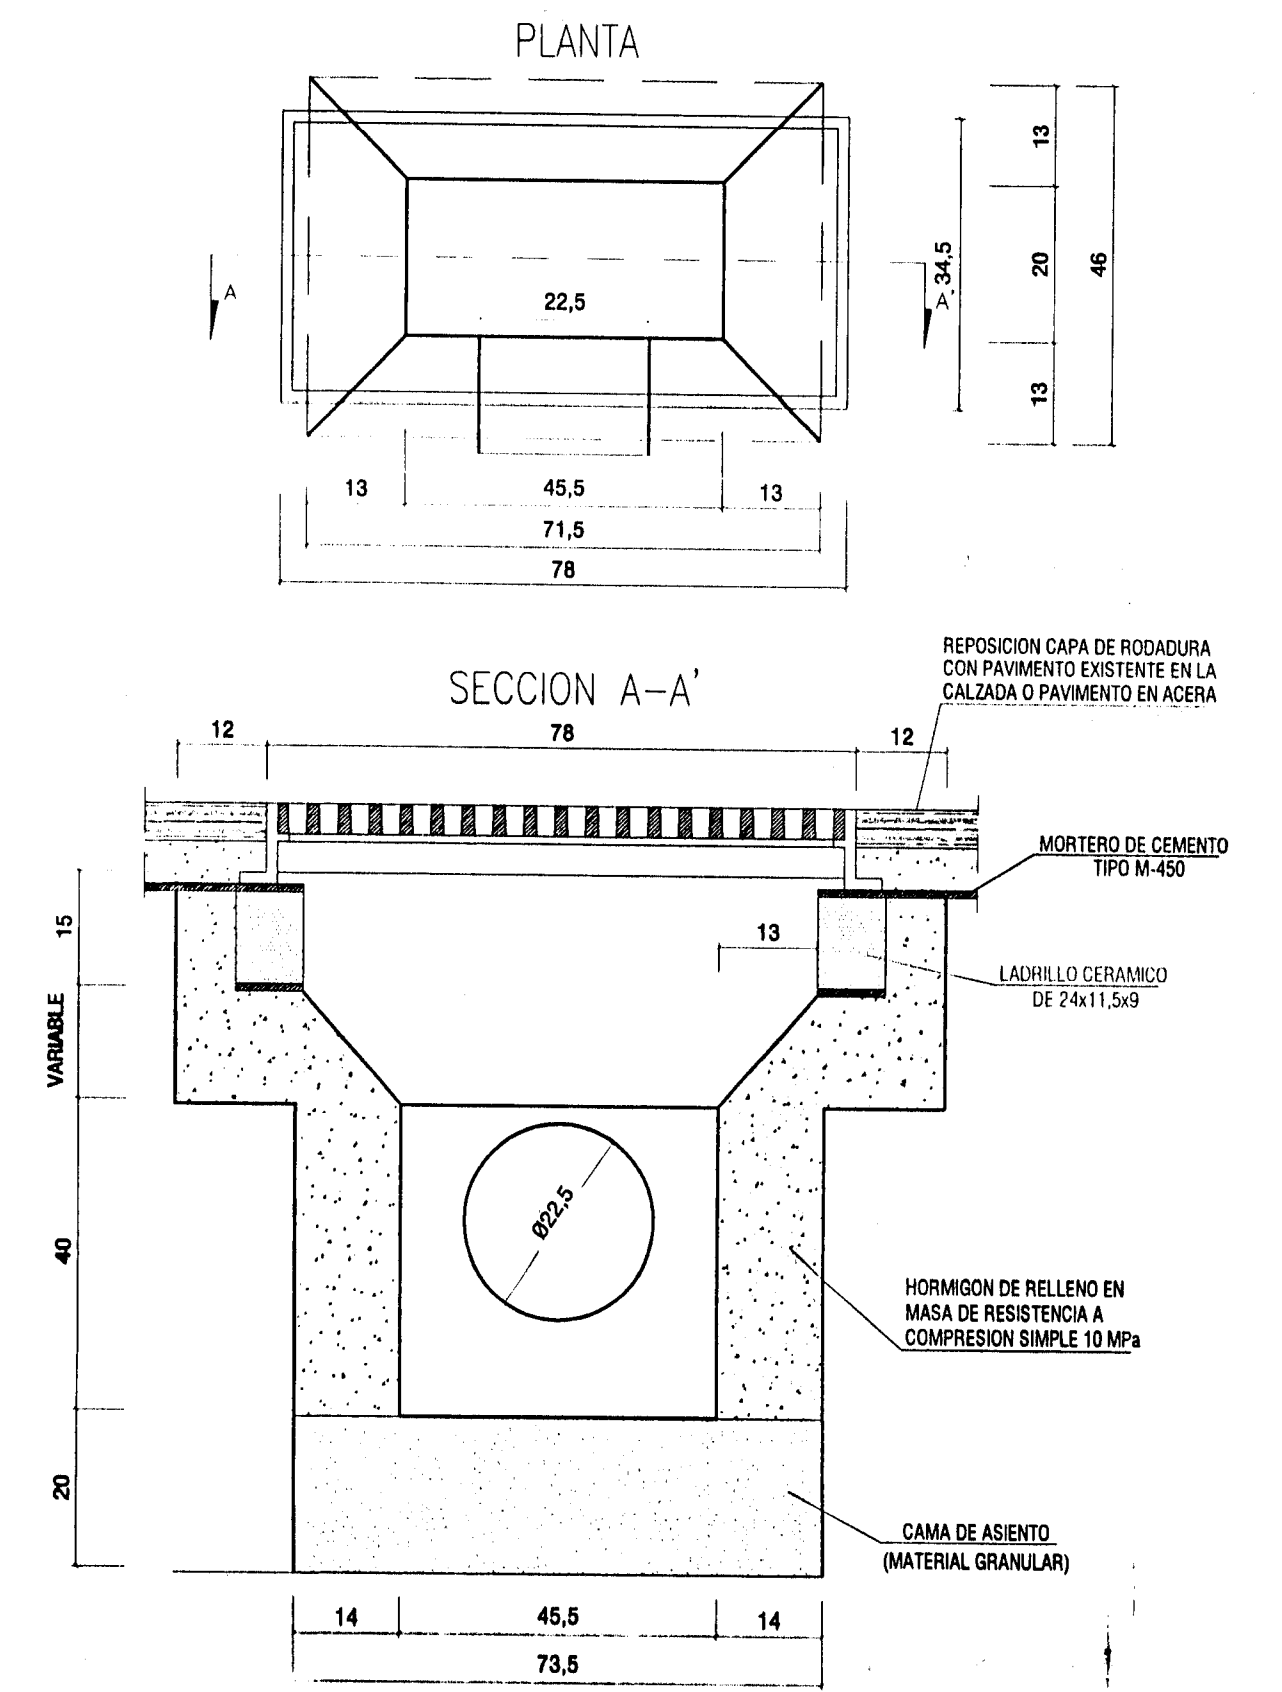 PLANTA
13
20
46
34,5
A
A'
22,5
13
13
45,5
13
71,5
78
REPOSICION CAPA DE RODADURA
CON PAVIMENTO EXISTENTE EN LA
CALZADA O PAVIMENTO EN ACERA
SECCION A-A'
12
78
12
MORTERO DE CEMENTO
TIPO M-450
15
13
LADRILLO CERAMICO
DE 24x11,5x9
VARIABLE
Ø22,5
40
HORMIGON DE RELLENO EN
MASA DE RESISTENCIA A
COMPRESION SIMPLE 10 MPa
20
CAMA DE ASIENTO
(MATERIAL GRANULAR)
14
45,5
14
73,5